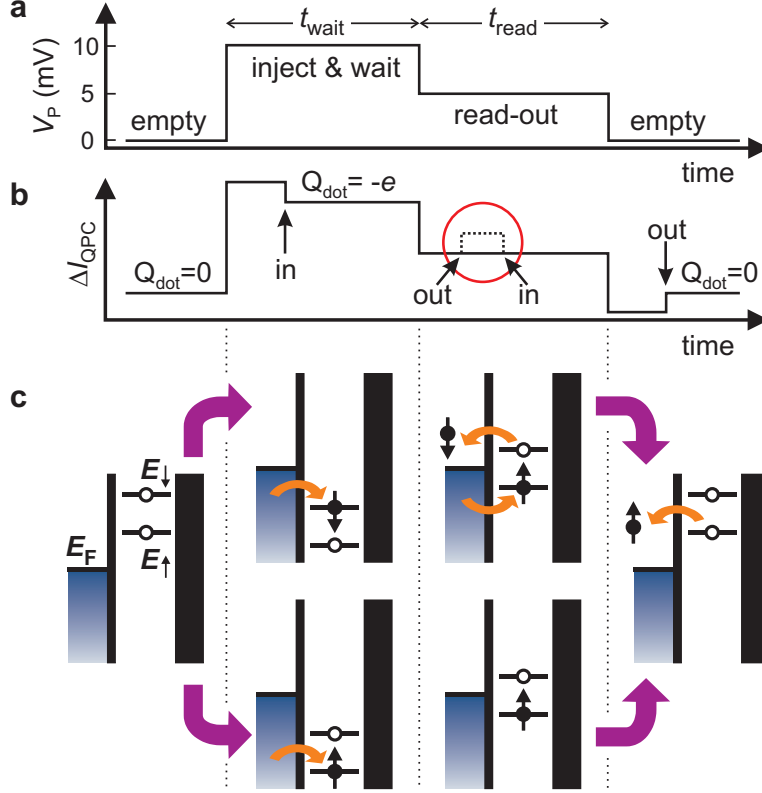 a
t_wait
t_read
V_P (mV)
10
5
0
empty
inject & wait
read-out
empty
time
b
ΔI_QPC
Q_dot=0
Q_dot= -e
in
out
in
out
Q_dot=0
time
c
E↓
E_F
E↑